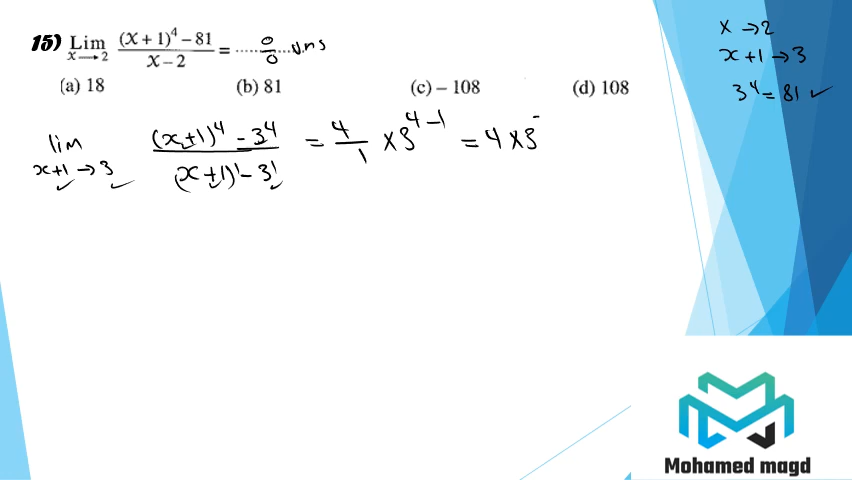 15) Lim x→2 (X + 1)⁴ – 81 / X – 2 = ...... 0/0 u.n s
(a) 18 (b) 81 (c) – 108 (d) 108
x → 2
x + 1 → 3
3⁴ = 81 ✓
lim x+1 → 3 (x+1)⁴ – 3⁴ / (x+1)¹ – 3¹ = 4/1 × 3⁴⁻¹ = 4 × 3
Mohamed magd